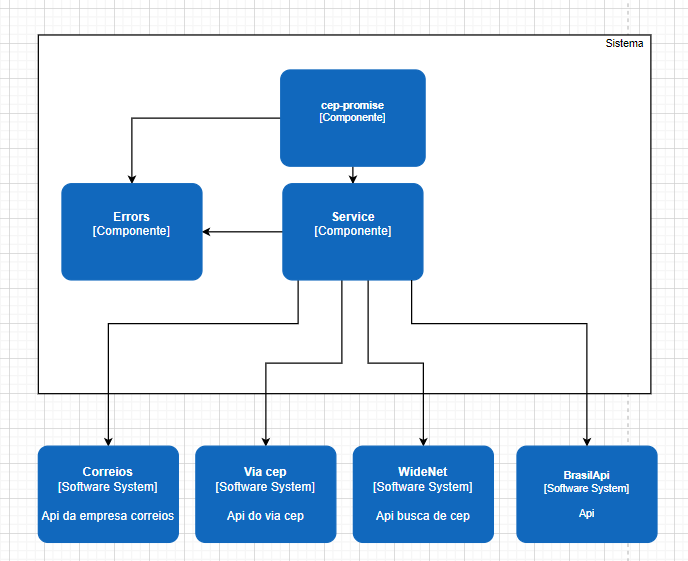 Sistema
cep-promise
[Componente]
Errors
[Componente]
Service
[Componente]
Correios
[Software System]
Api da empresa correios
Via cep
[Software System]
Api do via cep
WideNet
[Software System]
Api busca de cep
BrasilApi
[Software System]
Api